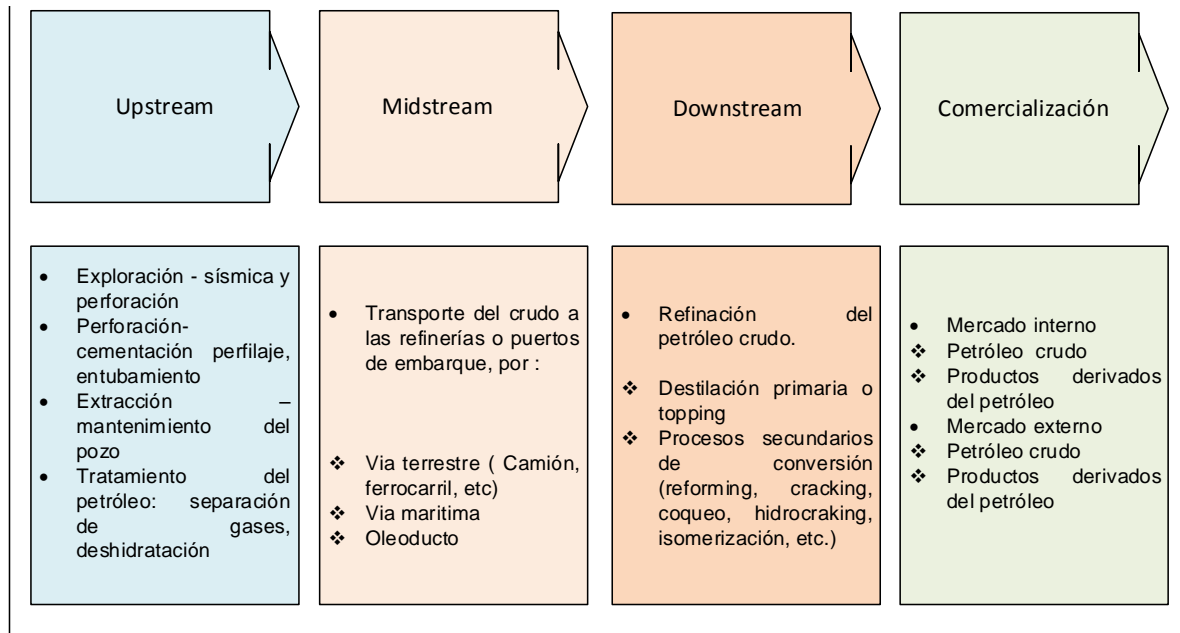 Upstream
Midstream
Downstream
Comercialización
• Exploración - sísmica y
perforación
• Perforación-
cementación perfilaje,
entubamiento
• Extracción –
mantenimiento del
pozo
• Tratamiento del
petróleo: separación
de gases,
deshidratación
• Transporte del crudo a
las refinerías o puertos
de embarque, por :
❖ Via terrestre ( Camión,
ferrocarril, etc)
❖ Via maritima
❖ Oleoducto
• Refinación del
petróleo crudo.
❖ Destilación primaria o
topping
❖ Procesos secundarios
de conversión
(reforming, cracking,
coqueo, hidrocraking,
isomerización, etc.)
• Mercado interno
❖ Petróleo crudo
❖ Productos derivados
del petróleo
• Mercado externo
❖ Petróleo crudo
❖ Productos derivados
del petróleo